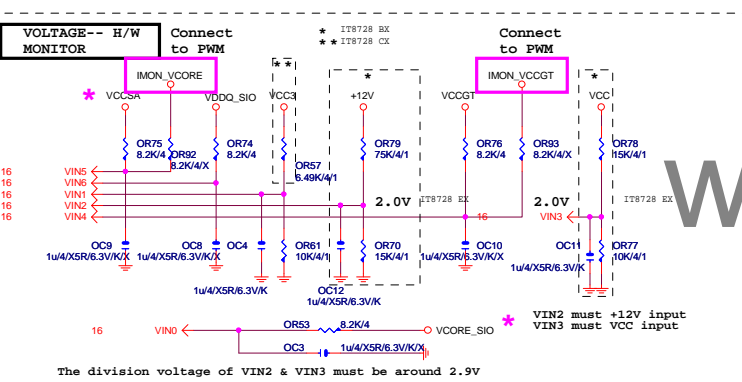 VOLTAGE-- H/W
MONITOR
Connect
to PWM
* IT8728 BX
** IT8728 CX
Connect
to PWM
IMON_VCORE
**
*
IMON_VCCGT
*
* VCCSA
VDDQ_SIO
VCC3
+12V
VCCGT
VCC
OR75
8.2K/4
OR92
8.2K/4/X
OR74
8.2K/4
OR57
6.49K/4/1
OR79
75K/4/1
OR76
8.2K/4
OR93
8.2K/4/X
OR78
15K/4/1
16 VIN5
16 VIN6
16 VIN1
16 VIN2
16 VIN4
2.0V
IT8728 EX
16
2.0V
VIN3
IT8728 EX
W
OC9
1u/4/X5R/6.3V/K/X
OC8
1u/4/X5R/6.3V/K/X
OC4
1u/4/X5R/6.3V/K
OR61
10K/4/1
OC12
1u/4/X5R/6.3V/K
OR70
15K/4/1
OC10
1u/4/X5R/6.3V/K/X
OC11
1u/4/X5R/6.3V/K
OR77
10K/4/1
16 VIN0
OR53
8.2K/4
VCORE_SIO
OC3
1u/4/X5R/6.3V/K/X
* VIN2 must +12V input
VIN3 must VCC input
The division voltage of VIN2 & VIN3 must be around 2.9V